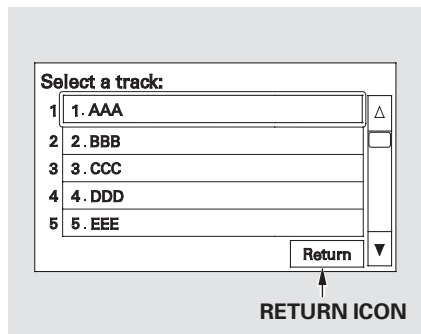 Select a track:
1 1. AAA
2 2. BBB
3 3. CCC
4 4. DDD
5 5. EEE
Return
RETURN ICON